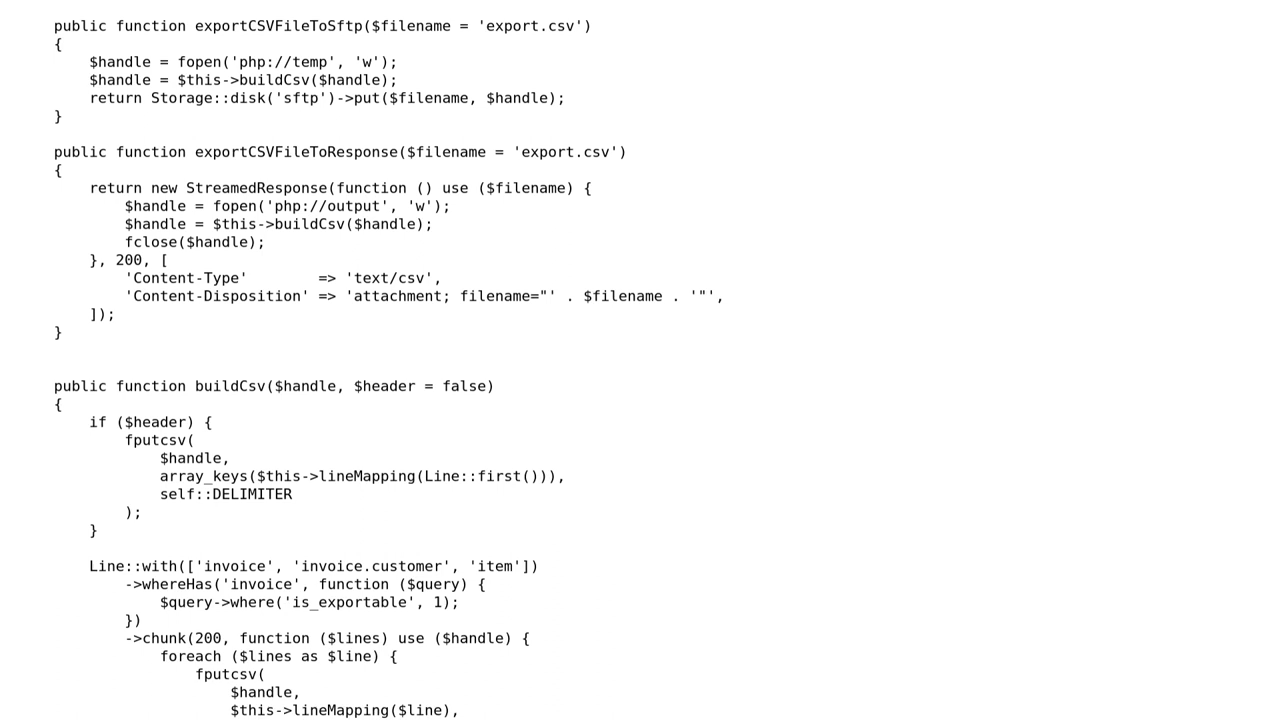 public function exportCSVFileToSftp($filename = 'export.csv')
{
    $handle = fopen('php://temp', 'w');
    $handle = $this->buildCsv($handle);
    return Storage::disk('sftp')->put($filename, $handle);
}

public function exportCSVFileToResponse($filename = 'export.csv')
{
    return new StreamedResponse(function () use ($filename) {
        $handle = fopen('php://output', 'w');
        $handle = $this->buildCsv($handle);
        fclose($handle);
    }, 200, [
        'Content-Type'        => 'text/csv',
        'Content-Disposition' => 'attachment; filename="' . $filename . '"',
    ]);
}


public function buildCsv($handle, $header = false)
{
    if ($header) {
        fputcsv(
            $handle,
            array_keys($this->lineMapping(Line::first())),
            self::DELIMITER
        );
    }

    Line::with(['invoice', 'invoice.customer', 'item'])
        ->whereHas('invoice', function ($query) {
            $query->where('is_exportable', 1);
        })
        ->chunk(200, function ($lines) use ($handle) {
            foreach ($lines as $line) {
                fputcsv(
                    $handle,
                    $this->lineMapping($line),